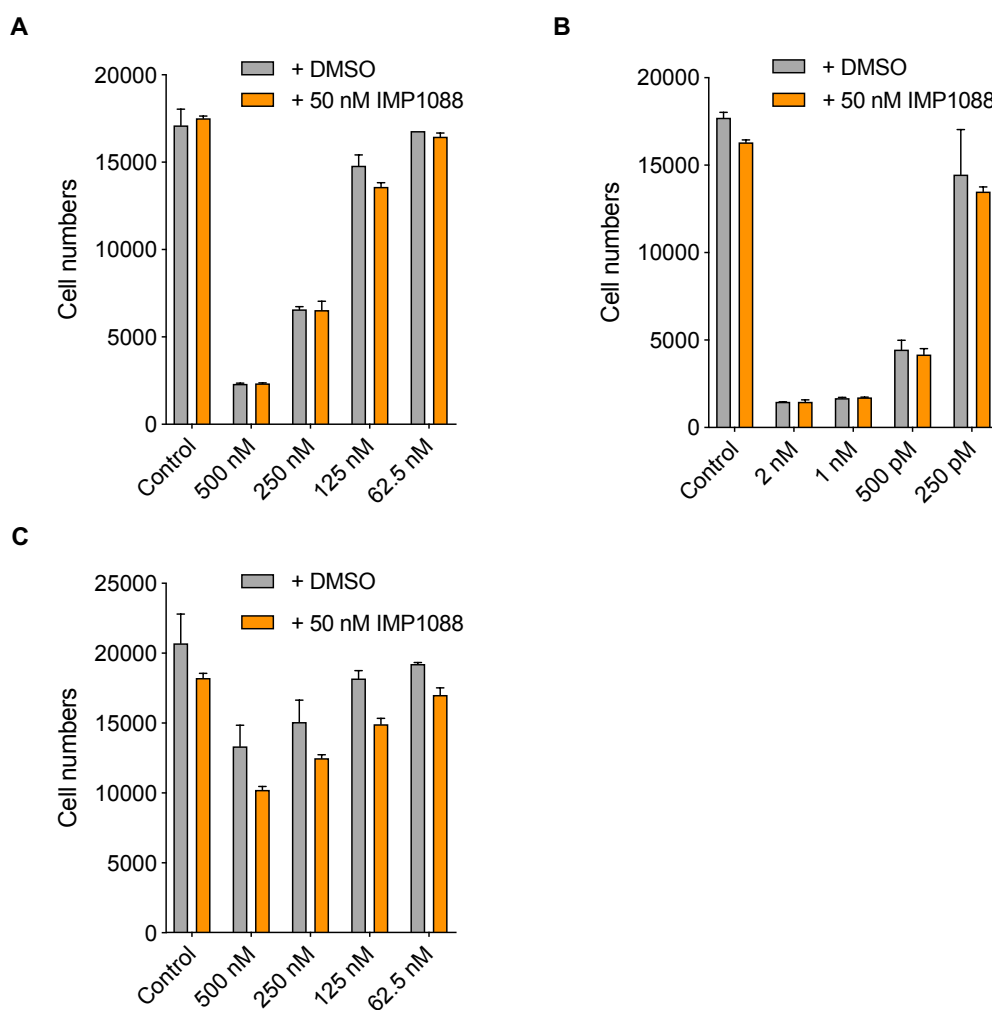 A
+ DMSO
+ 50 nM IMP1088
20000
15000
10000
5000
0
Cell numbers
Control
500 nM
250 nM
125 nM
62.5 nM
B
+ DMSO
+ 50 nM IMP1088
20000
15000
10000
5000
0
Cell numbers
Control
2 nM
1 nM
500 pM
250 pM
C
+ DMSO
+ 50 nM IMP1088
25000
20000
15000
10000
5000
0
Cell numbers
Control
500 nM
250 nM
125 nM
62.5 nM